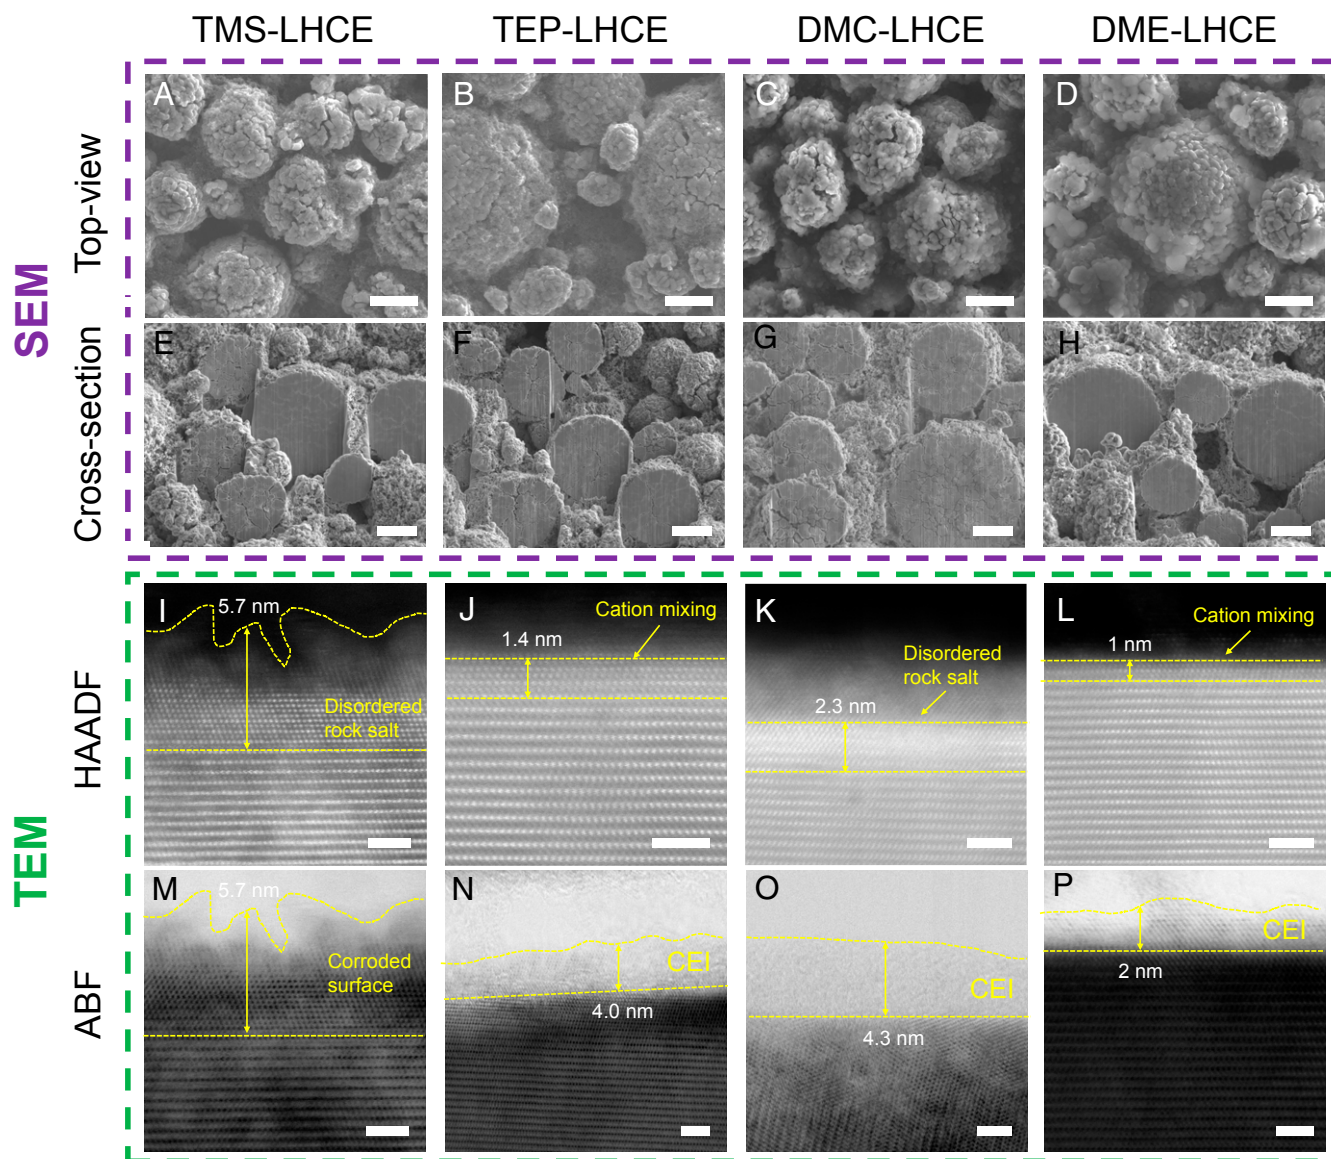 TMS-LHCE
TEP-LHCE
DMC-LHCE
DME-LHCE
SEM
Top-view
A
B
C
D
Cross-section
E
F
G
H
TEM
HAADF
I
5.7 nm
Disordered
rock salt
J
Cation mixing
1.4 nm
K
Disordered
rock salt
2.3 nm
L
Cation mixing
1 nm
ABF
M
5.7 nm
Corroded
surface
N
CEI
4.0 nm
O
CEI
4.3 nm
P
CEI
2 nm